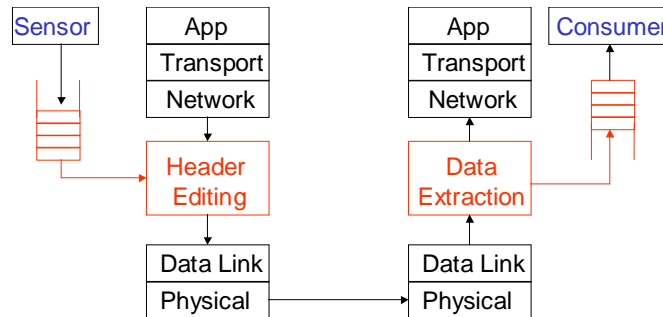 Sensor
App
App
Consumer
Transport
Transport
Network
Network
Header
Editing
Data
Extraction
Data Link
Data Link
Physical
Physical